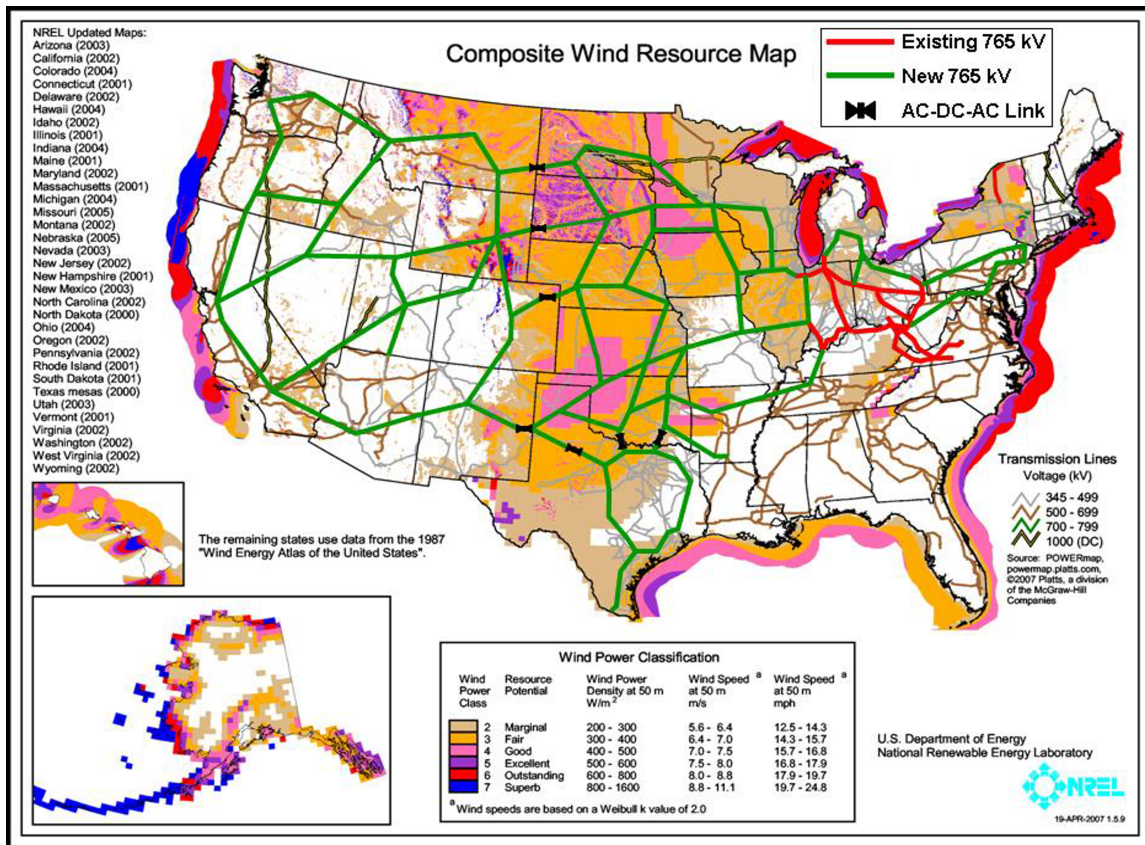 NREL Updated Maps:
Arizona (2003)
California (2002)
Colorado (2004)
Connecticut (2001)
Delaware (2002)
Hawaii (2004)
Idaho (2002)
Illinois (2001)
Indiana (2004)
Maine (2001)
Maryland (2002)
Massachusetts (2001)
Michigan (2004)
Missouri (2005)
Montana (2002)
Nebraska (2005)
Nevada (2003)
New Jersey (2002)
New Hampshire (2001)
New Mexico (2003)
North Carolina (2002)
North Dakota (2000)
Ohio (2004)
Oregon (2002)
Pennsylvania (2002)
Rhode Island (2001)
South Dakota (2001)
Texas mesas (2000)
Utah (2003)
Vermont (2001)
Virginia (2002)
Washington (2002)
West Virginia (2002)
Wyoming (2002)
Composite Wind Resource Map
Existing 765 kV
New 765 kV
AC-DC-AC Link
Transmission Lines
Voltage (kV)
345 - 499
500 - 699
700 - 799
1000 (DC)
Source: POWERmap,
powermap.platts.com,
©2007 Platts, a division
of the McGraw-Hill
Companies
The remaining states use data from the 1987
"Wind Energy Atlas of the United States".
Wind Power Classification
Wind Power Class Resource Potential Wind Power Density at 50 m W/m2 Wind Speed a at 50 m m/s Wind Speed a at 50 m mph
2 Marginal 200 - 300 5.6 - 6.4 12.5 - 14.3
3 Fair 300 - 400 6.4 - 7.0 14.3 - 15.7
4 Good 400 - 500 7.0 - 7.5 15.7 - 16.8
5 Excellent 500 - 600 7.5 - 8.0 16.8 - 17.9
6 Outstanding 600 - 800 8.0 - 8.8 17.9 - 19.7
7 Superb 800 - 1600 8.8 - 11.1 19.7 - 24.8
a Wind speeds are based on a Weibull k value of 2.0
U.S. Department of Energy
National Renewable Energy Laboratory
NREL
19-APR-2007 1.5.9